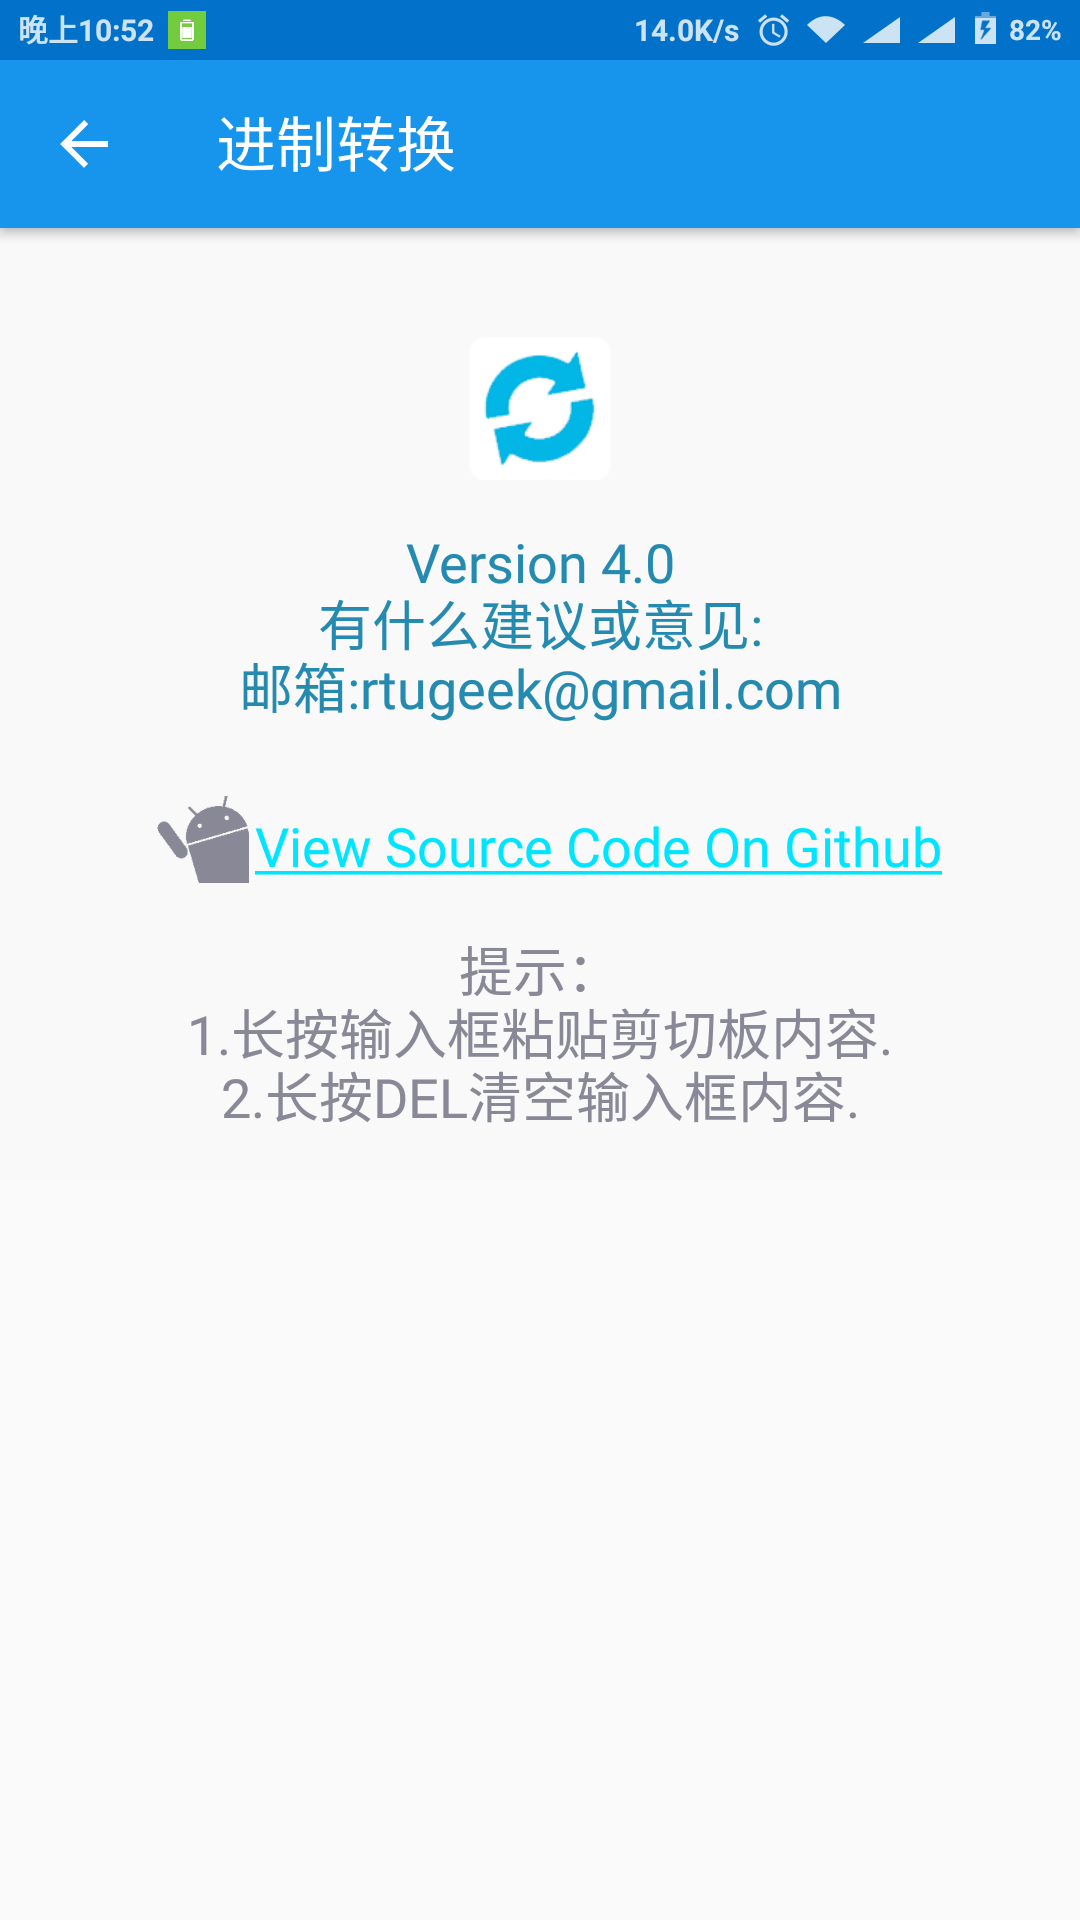 晚上10:52
14.0K/s
82%
进制转换
Version 4.0
有什么建议或意见:
邮箱:rtugeek@gmail.com
View Source Code On Github
提示：
1.长按输入框粘贴剪切板内容.
2.长按DEL清空输入框内容.